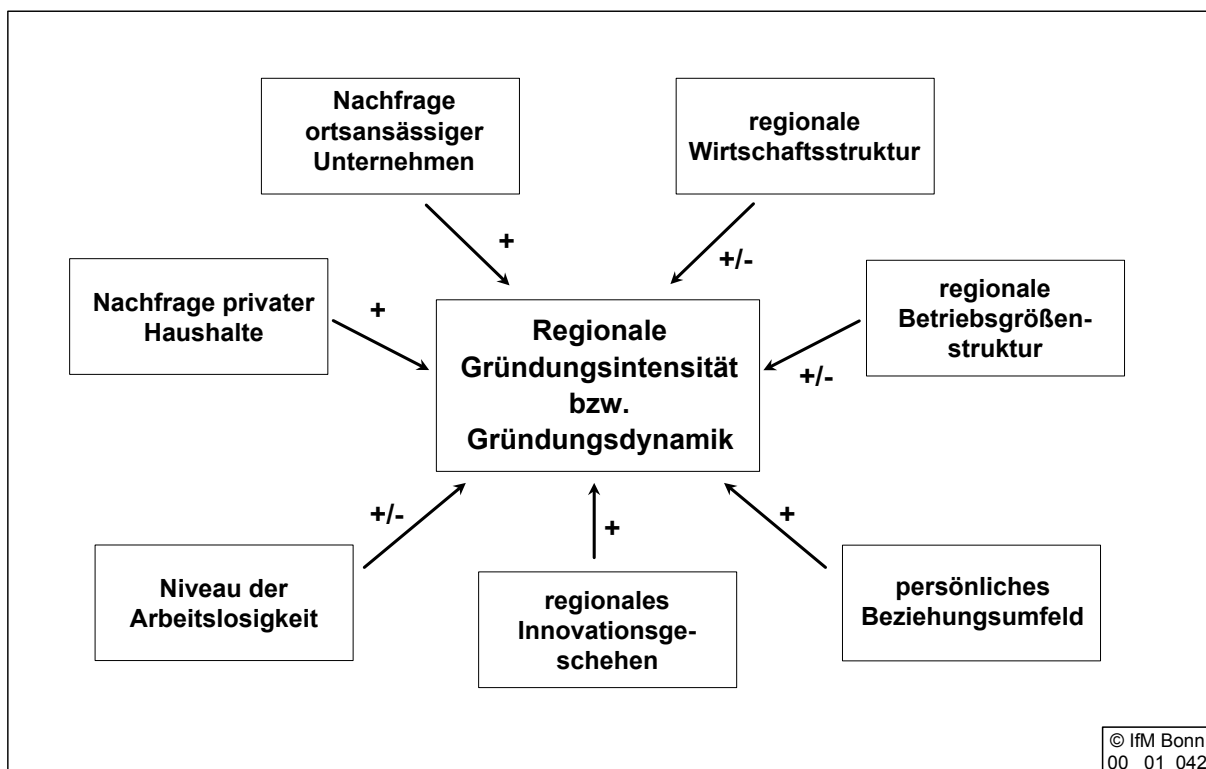 Nachfrage
ortsansässiger
Unternehmen
regionale
Wirtschaftsstruktur
+
+/-
Nachfrage privater
Haushalte
+
Regionale
Gründungsintensität
bzw.
Gründungsdynamik
regionale
Betriebsgrößen-
struktur
+/-
+/-
+
+
Niveau der
Arbeitslosigkeit
regionales
Innovationsge-
schehen
persönliches
Beziehungsumfeld
© IfM Bonn
00 01 042